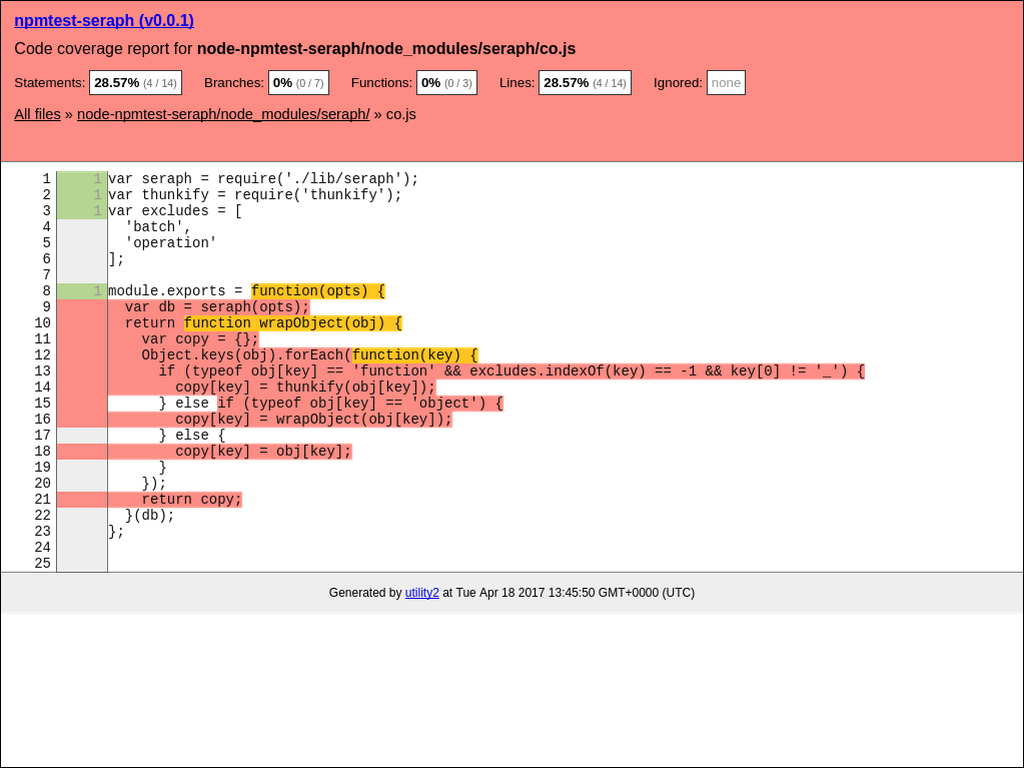 npmtest-seraph (v0.0.1)
Code coverage report for node-npmtest-seraph/node_modules/seraph/co.js
Statements: 28.57% (4 / 14) Branches: 0% (0 / 7) Functions: 0% (0 / 3) Lines: 28.57% (4 / 14) Ignored: none
All files » node-npmtest-seraph/node_modules/seraph/ » co.js
1 1 var seraph = require('./lib/seraph');
2 1 var thunkify = require('thunkify');
3 1 var excludes = [
4   'batch',
5   'operation'
6 ];
7
8 1 module.exports = function(opts) {
9   var db = seraph(opts);
10   return function wrapObject(obj) {
11     var copy = {};
12     Object.keys(obj).forEach(function(key) {
13       if (typeof obj[key] == 'function' && excludes.indexOf(key) == -1 && key[0] != '_') {
14         copy[key] = thunkify(obj[key]);
15       } else if (typeof obj[key] == 'object') {
16         copy[key] = wrapObject(obj[key]);
17       } else {
18         copy[key] = obj[key];
19       }
20     });
21     return copy;
22   }(db);
23 };
24
25
Generated by utility2 at Tue Apr 18 2017 13:45:50 GMT+0000 (UTC)